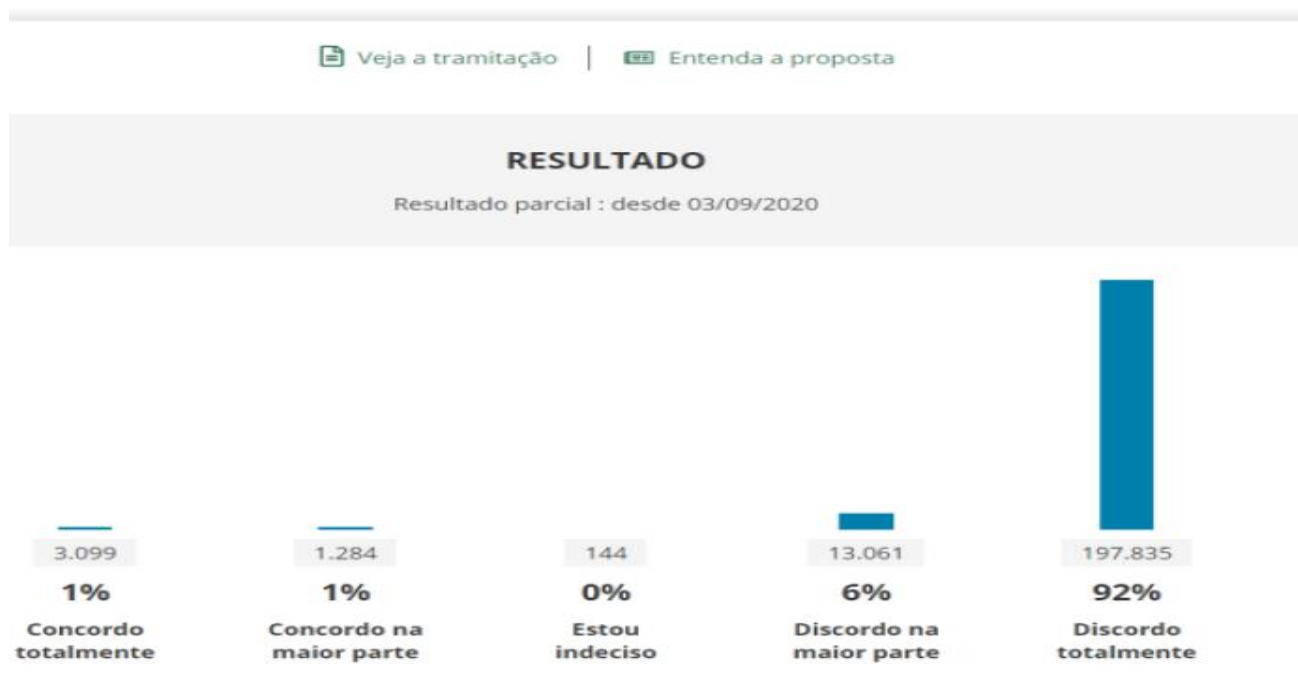 Veja a tramitação | Entenda a proposta
RESULTADO
Resultado parcial : desde 03/09/2020
3.099 1.284 144 13.061 197.835
1% 1% 0% 6% 92%
Concordo Concordo na Estou Discordo na Discordo
totalmente maior parte indeciso maior parte totalmente